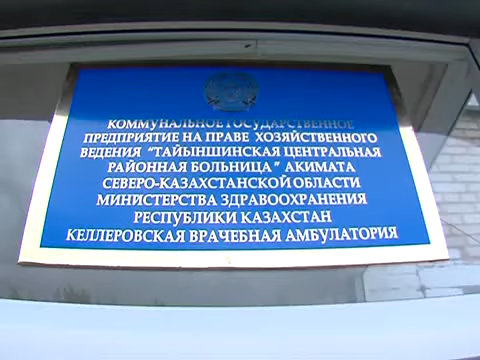 КОММУНАЛЬНОЕ ГОСУДАРСТВЕННОЕ
ПРЕДПРИЯТИЕ НА ПРАВЕ ХОЗЯЙСТВЕННОГО
ВЕДЕНИЯ "ТАЙЫНШИНСКАЯ ЦЕНТРАЛЬНАЯ
РАЙОННАЯ БОЛЬНИЦА" АКИМАТА
СЕВЕРО-КАЗАХСТАНСКОЙ ОБЛАСТИ
МИНИСТЕРСТВА ЗДРАВООХРАНЕНИЯ
РЕСПУБЛИКИ КАЗАХСТАН
КЕЛЛЕРОВСКАЯ ВРАЧЕБНАЯ АМБУЛАТОРИЯ